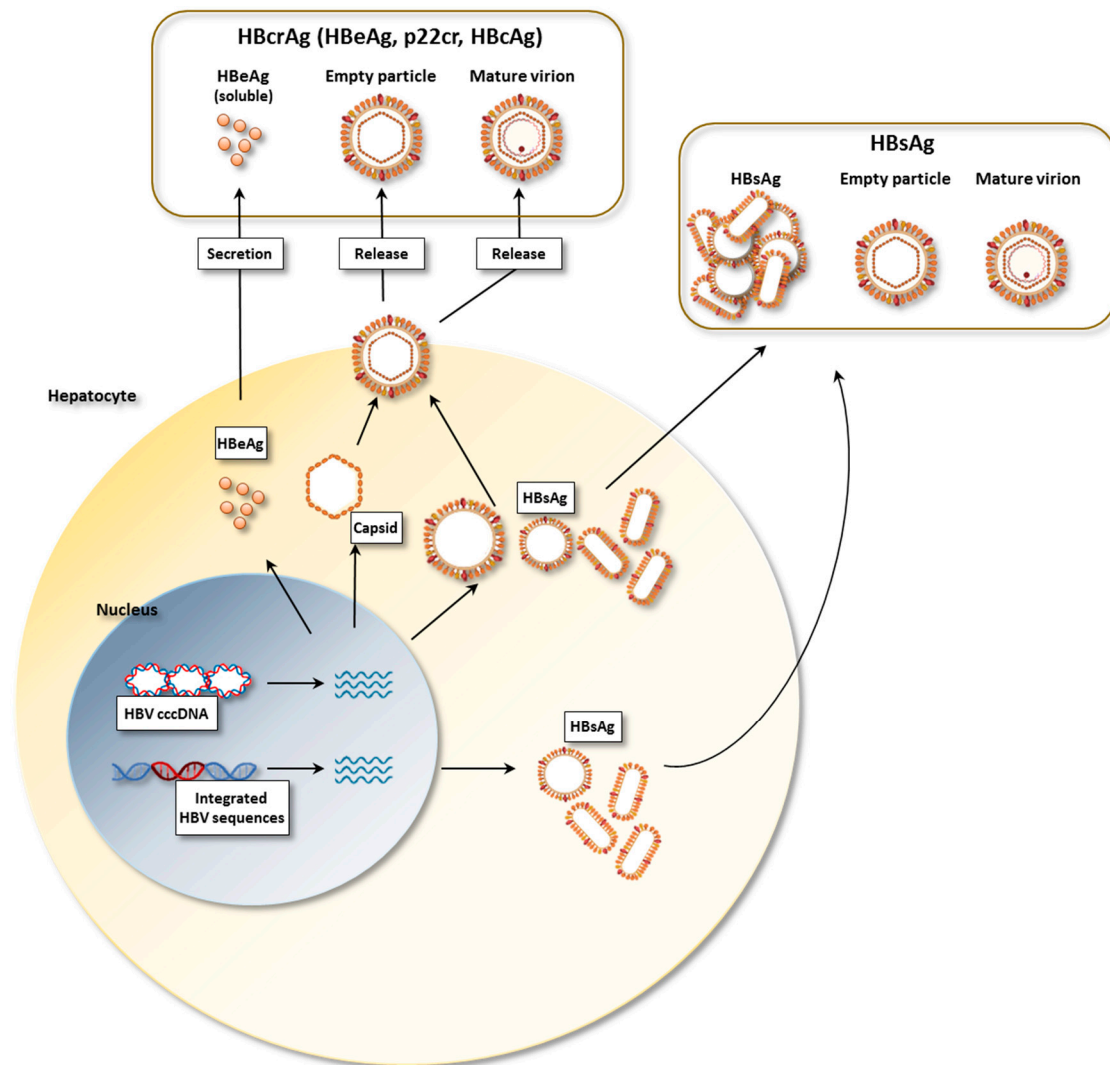 HBcrAg (HBeAg, p22cr, HBcAg)
HBeAg
(soluble)
Empty particle
Mature virion
HBsAg
HBsAg
Empty particle
Mature virion
Secretion
Release
Release
Hepatocyte
HBeAg
Capsid
HBsAg
Nucleus
HBV cccDNA
HBsAg
Integrated
HBV sequences